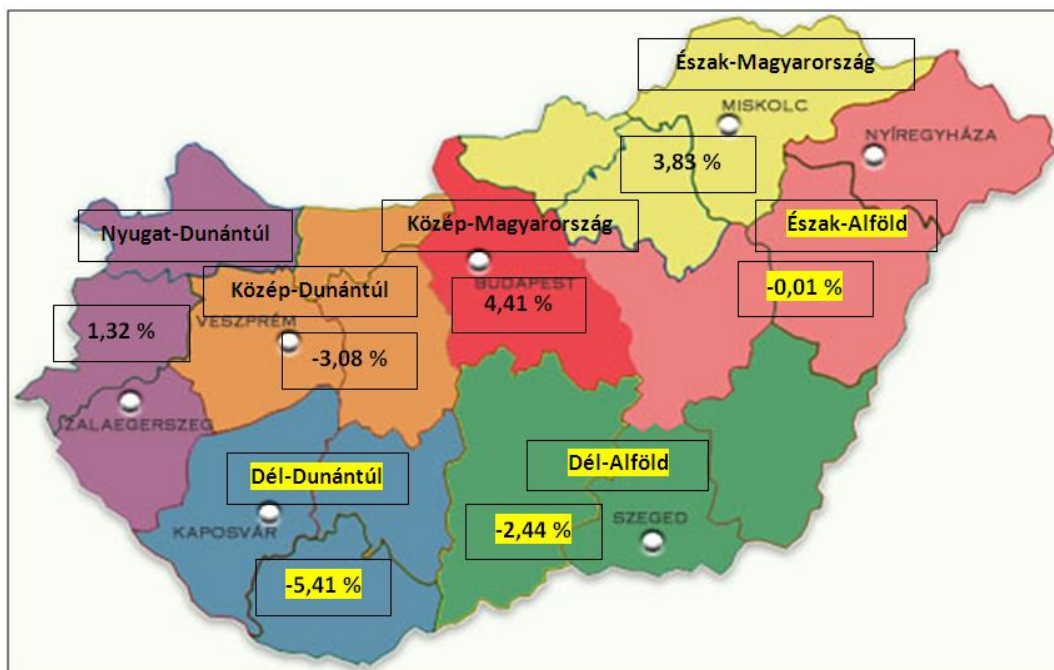 Észak-Magyarország
MISKOLC
NYÍREGYHÁZA
3,83 %
Nyugat-Dunántúl
Közép-Magyarország
Észak-Alföld
BUDAPEST
Közép-Dunántúl
-0,01 %
4,41 %
1,32 %
VESZPRÉM
-3,08 %
ZALAEGERSZEG
Dél-Dunántúl
Dél-Alföld
KAPOSVÁR
-2,44 %
SZEGED
-5,41 %